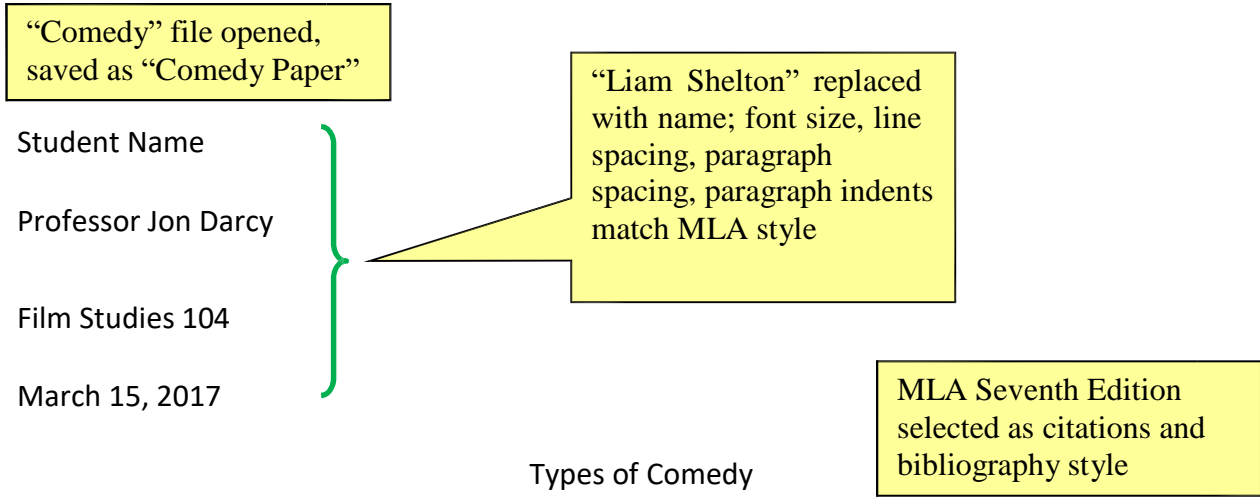 “Comedy” file opened,
saved as “Comedy Paper”
“Liam Shelton” replaced
with name; font size, line
spacing, paragraph
spacing, paragraph indents
match MLA style
Student Name
Professor Jon Darcy
Film Studies 104
March 15, 2017
MLA Seventh Edition
selected as citations and
bibliography style
Types of Comedy